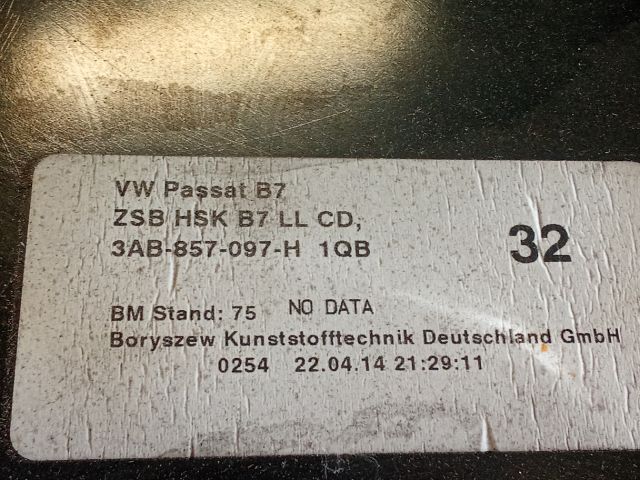 VW Passat B7
ZSB HSK B7 LL CD,
3AB-857-097-H 1QB
32
BM Stand: 75 NO DATA
Boryszew Kunststofftechnik Deutschland GmbH
0254 22.04.14 21:29:11